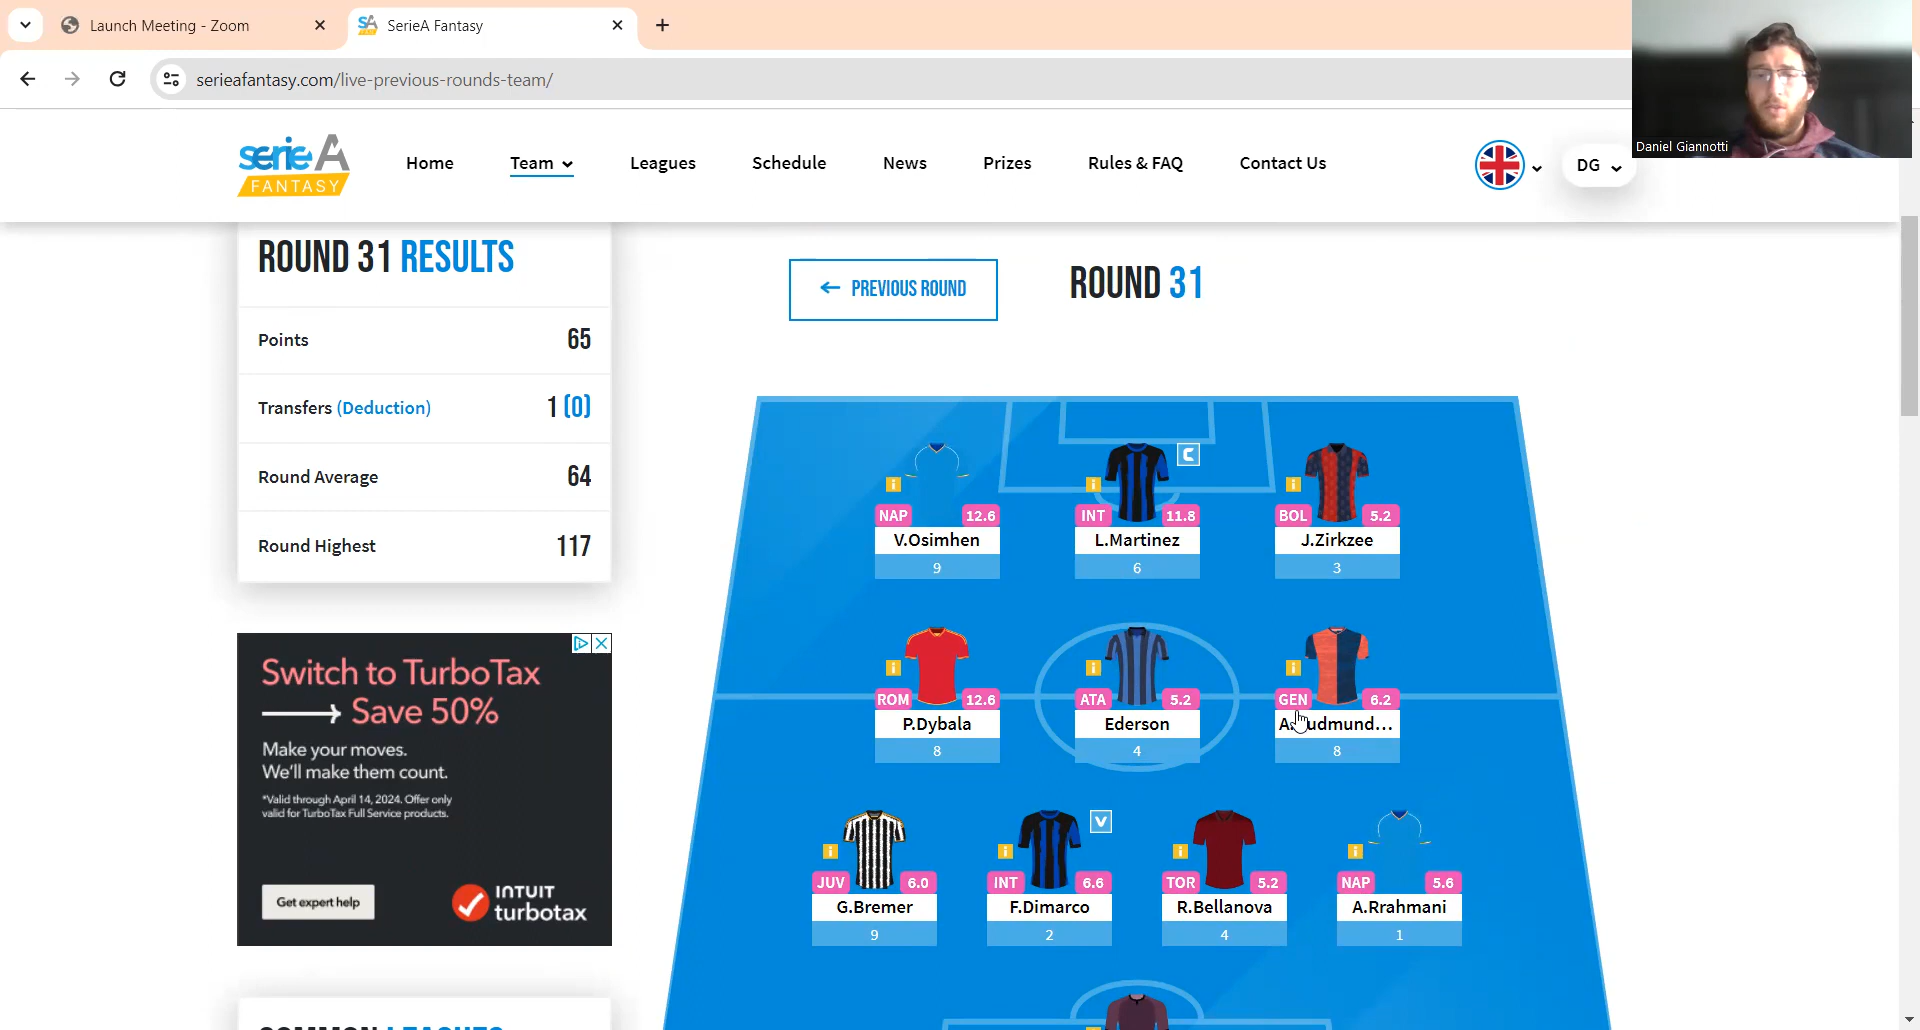 Launch Meeting - Zoom
SerieA Fantasy
serieafantasy.com/live-previous-rounds-team/
Daniel Giannotti
serie A
FANTASY
Home
Team
Leagues
Schedule
News
Prizes
Rules & FAQ
Contact Us
DG
ROUND 31 RESULTS
Points 65
Transfers (Deduction) 1 (0)
Round Average 64
Round Highest 117
Switch to TurboTax
Save 50%
Make your moves.
We'll make them count.
*Valid through April 14, 2024. Offer only
valid for TurboTax Full Service products.
Get expert help
INTUIT
turbotax
PREVIOUS ROUND
ROUND 31
C
NAP 12.6
V.Osimhen
9
INT 11.8
L.Martinez
6
BOL 5.2
J.Zirkzee
3
ROM 12.6
P.Dybala
8
ATA 5.2
Ederson
4
GEN 6.2
8
V
JUV 6.0
G.Bremer
9
INT 6.6
F.Dimarco
2
TOR 5.2
R.Bellanova
4
NAP 5.6
A.Rrahmani
1